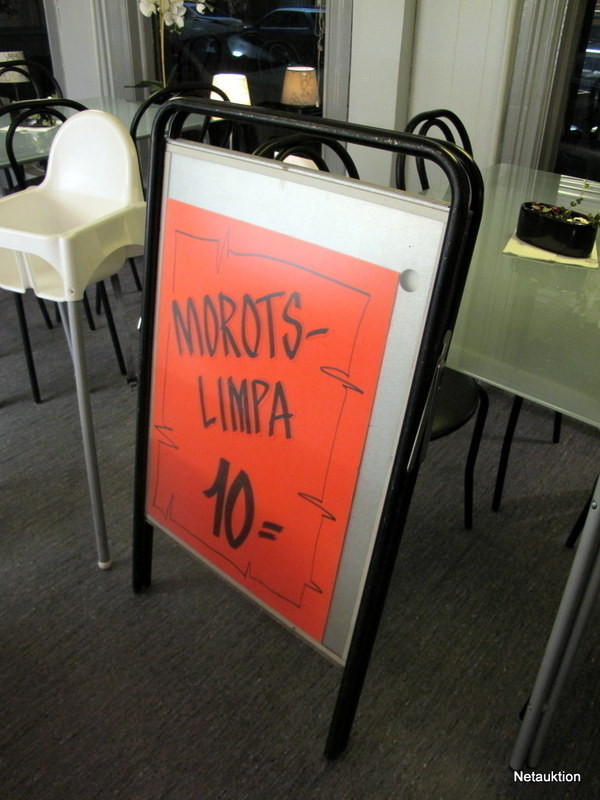 MOROTS-
LIMPA
10=
Netauktion